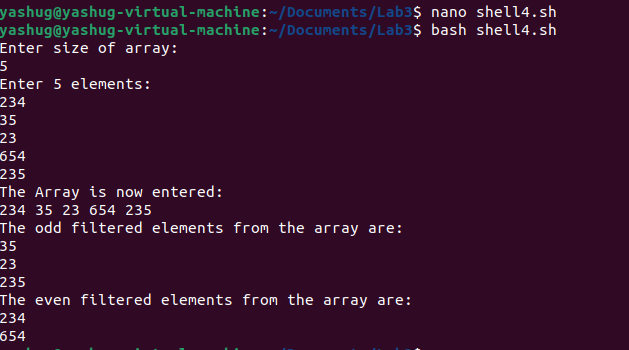 yashug@yashug-virtual-machine:~/Documents/Lab3$ nano shell4.sh
yashug@yashug-virtual-machine:~/Documents/Lab3$ bash shell4.sh
Enter size of array:
5
Enter 5 elements:
234
35
23
654
235
The Array is now entered:
234 35 23 654 235
The odd filtered elements from the array are:
35
23
235
The even filtered elements from the array are:
234
654